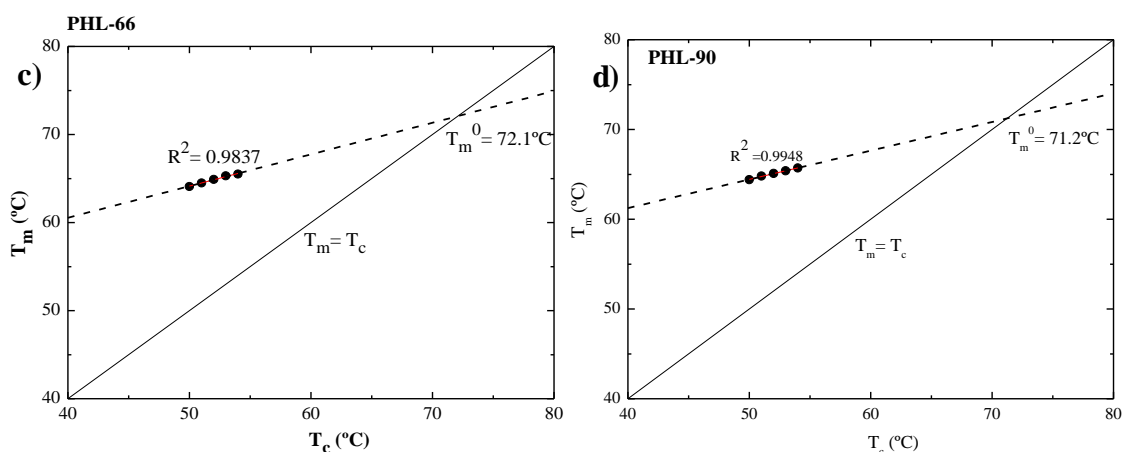 PHL-66
c)
80
70
60
50
40
T_m (ºC)
R^2= 0.9837
T_m^0 = 72.1ºC
T_m= T_c
40 50 60 70 80
T_c (ºC)
d)
PHL-90
80
70
60
50
40
T_m (ºC)
R^2 =0.9948
T_m^0 = 71.2ºC
T_m= T_c
40 50 60 70 80
T_c (ºC)